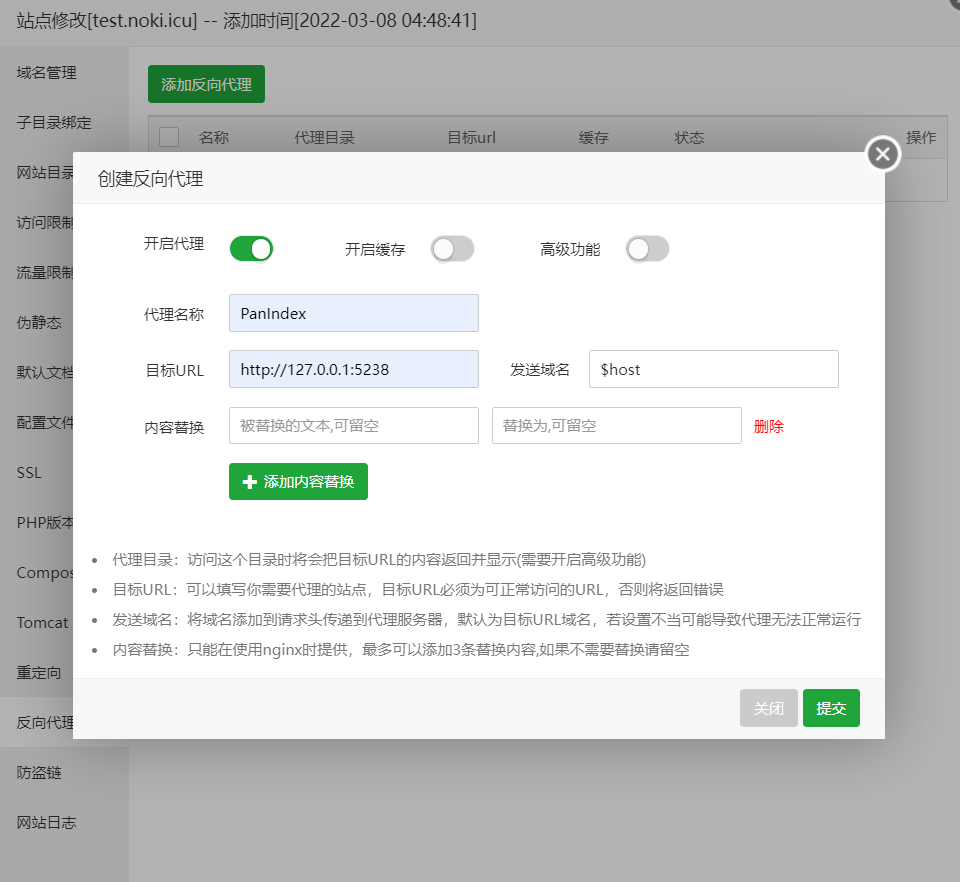 站点修改[test.noki.icu] -- 添加时间[2022-03-08 04:48:41]
域名管理
子目录绑定
网站目录
访问限制
流量限制
伪静态
默认文档
配置文件
SSL
PHP版本
Compos
Tomcat
重定向
反向代理
防盗链
网站日志
添加反向代理
名称 代理目录 目标url 缓存 状态 操作
创建反向代理
开启代理 开启缓存 高级功能
代理名称 PanIndex
目标URL http://127.0.0.1:5238 发送域名 $host
内容替换 被替换的文本,可留空 替换为,可留空 删除
添加内容替换
代理目录：访问这个目录时将会把目标URL的内容返回并显示(需要开启高级功能)
目标URL：可以填写你需要代理的站点，目标URL必须为可正常访问的URL，否则将返回错误
发送域名：将域名添加到请求头传递到代理服务器，默认为目标URL域名，若设置不当可能导致代理无法正常运行
内容替换：只能在使用nginx时提供，最多可以添加3条替换内容,如果不需要替换请留空
关闭 提交